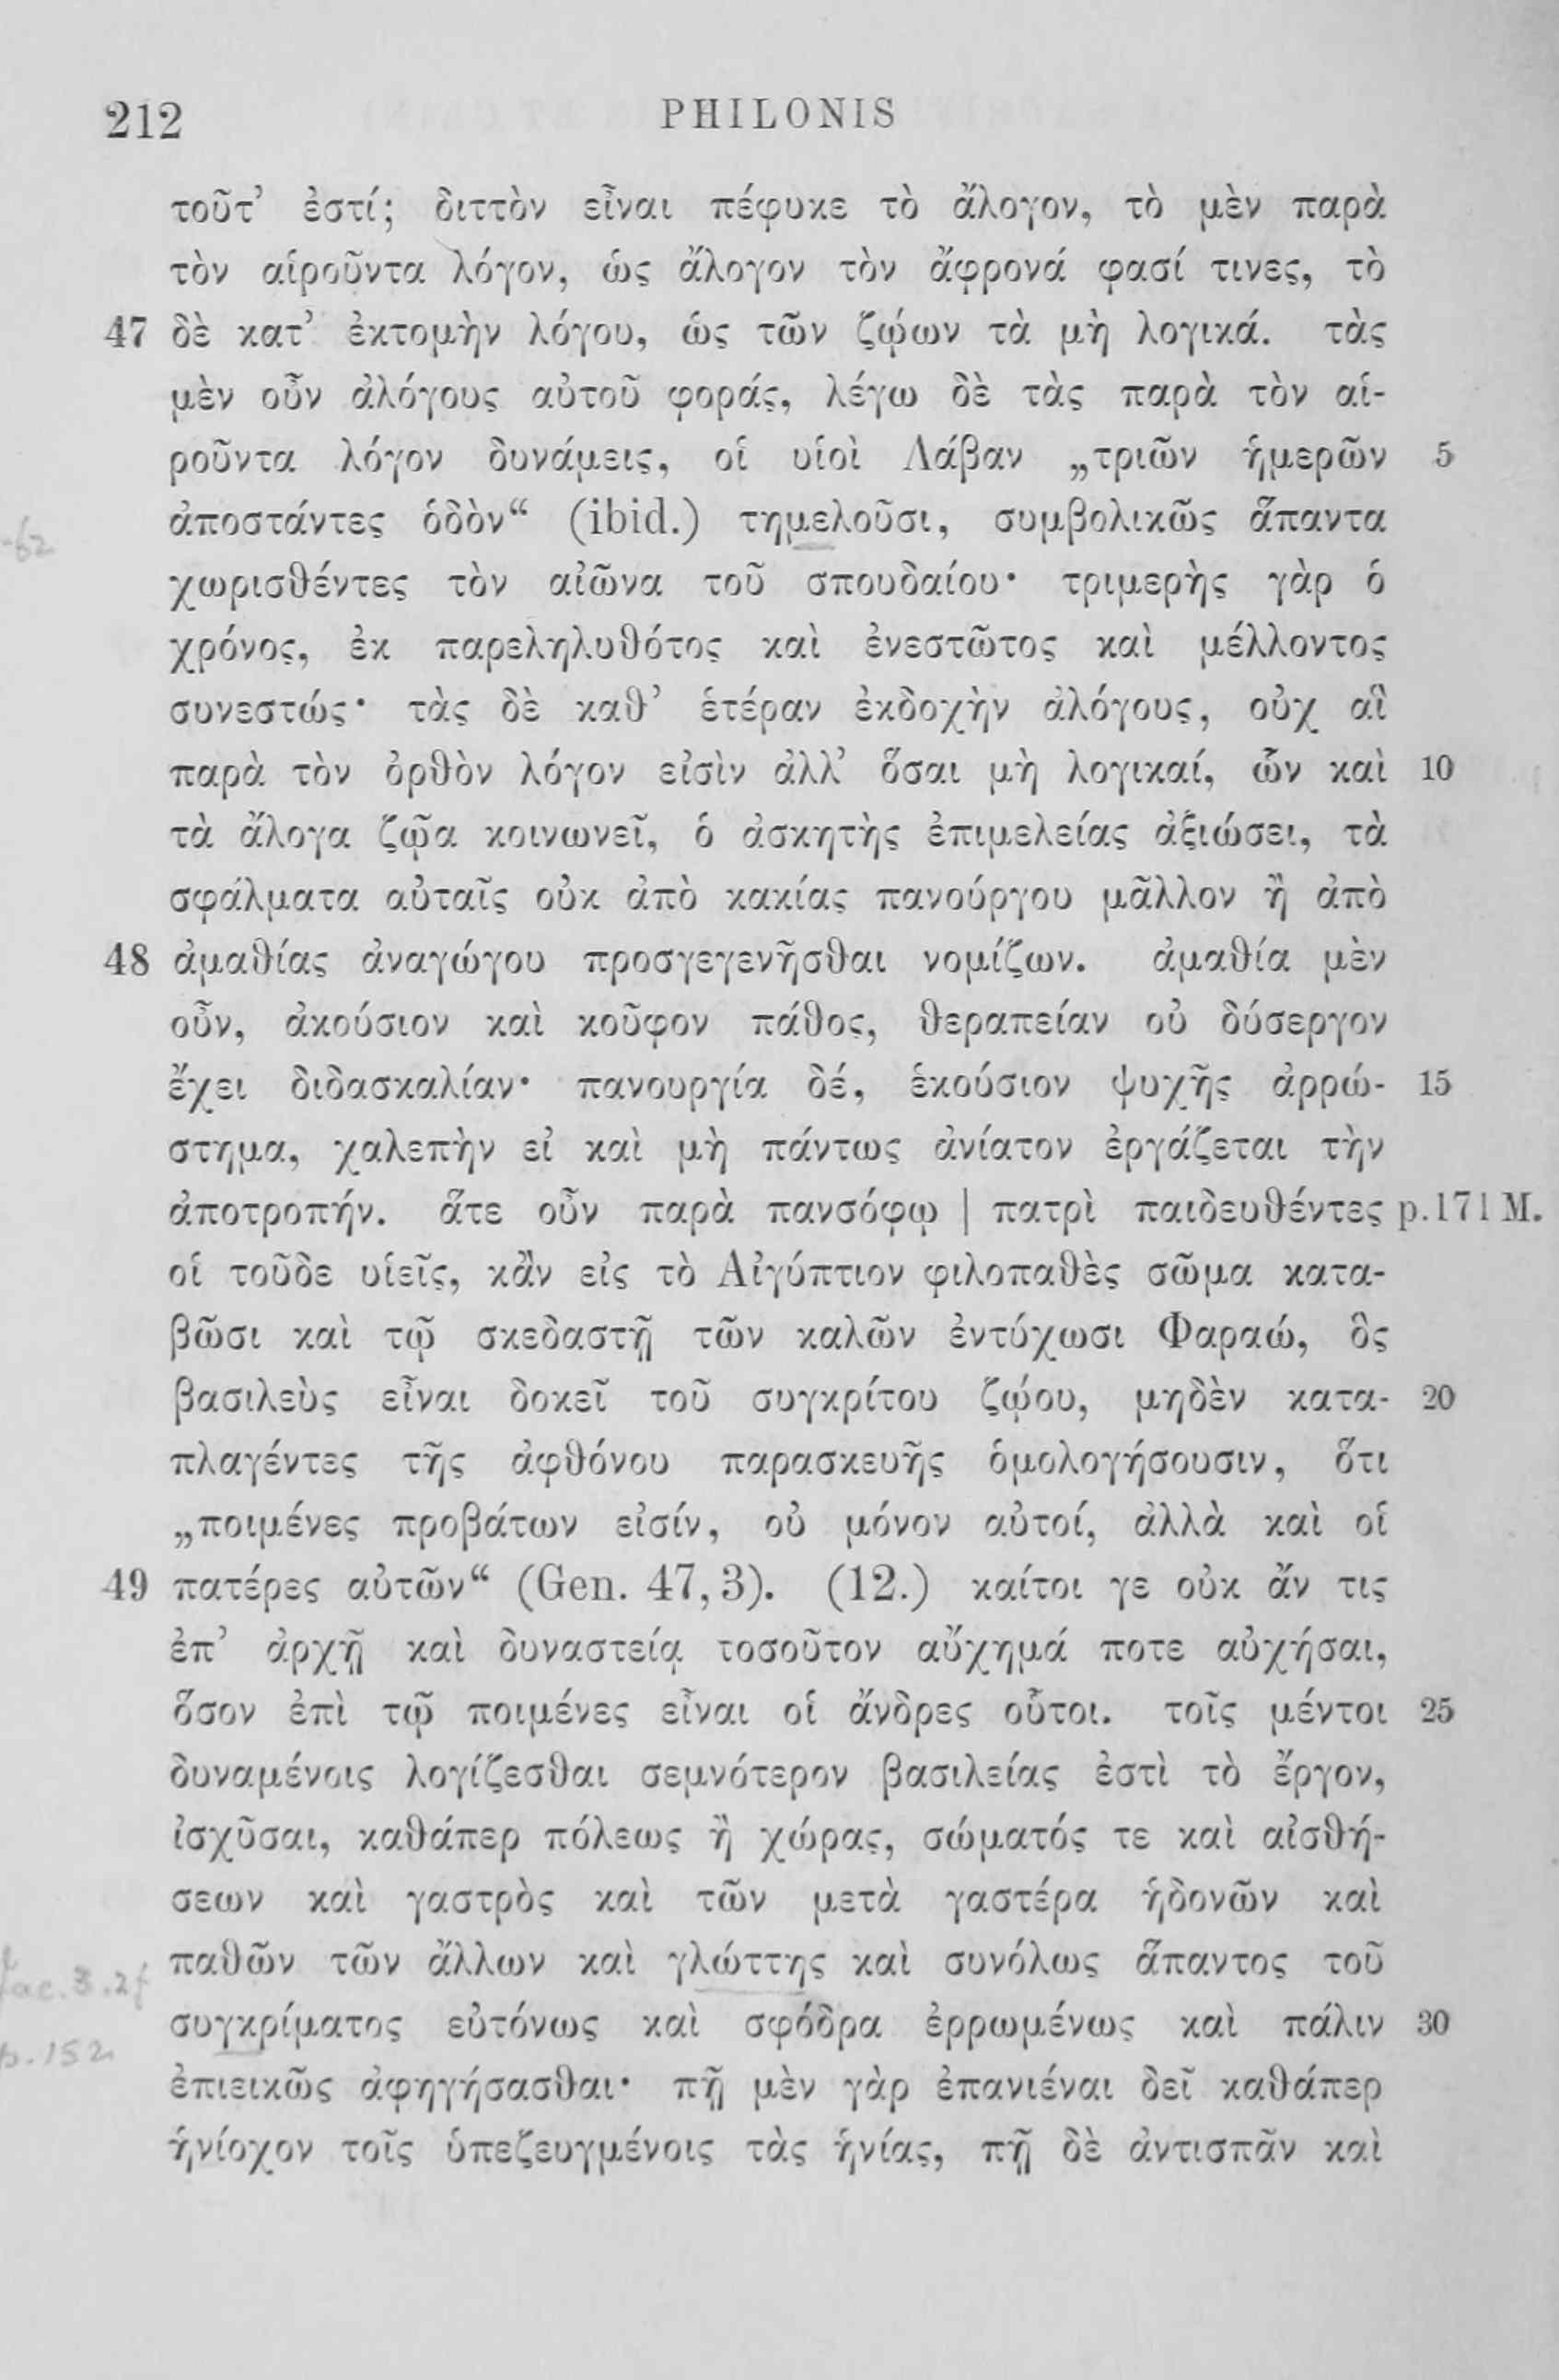 212 PHILONIS
τοῦτ’ ἐστί; διττὸν εἶναι πέφυκε τὸ ἄλογον, τὸ μὲν παρὰ
τὸν αἱροῦντα λόγον, ὡς ἄλογον τὸν ἄφρονά φασί τινες, τὸ
47 δὲ κατ’ ἐκτομὴν λόγου, ὡς τῶν ζῴων τὰ μὴ λογικά. τὰς
μὲν οὖν ἀλόγους αὐτοῦ φοράς, λέγω δὲ τὰς παρὰ τὸν αἱ-
ροῦντα λόγον δυνάμεις, οἱ υἱοὶ Λάβαν „τριῶν ἡμερῶν 5
ἀποστάντες ὁδὸν“ (ibid.) τημελοῦσι, συμβολικῶς ἅπαντα
-62
χωρισθέντες τὸν αἰῶνα τοῦ σπουδαίου· τριμερὴς γὰρ ὁ
χρόνος, ἐκ παρεληλυθότος καὶ ἐνεστῶτος καὶ μέλλοντος
συνεστώς· τὰς δὲ καθ’ ἑτέραν ἐκδοχὴν ἀλόγους, οὐχ αἳ
παρὰ τὸν ὀρθὸν λόγον εἰσὶν ἀλλ’ ὅσαι μὴ λογικαί, ὧν καὶ 10
τὰ ἄλογα ζῷα κοινωνεῖ, ὁ ἀσκητὴς ἐπιμελείας ἀξιώσει, τὰ
σφάλματα αὐταῖς οὐκ ἀπὸ κακίας πανούργου μᾶλλον ἢ ἀπὸ
48 ἀμαθίας ἀναγώγου προσγεγενῆσθαι νομίζων. ἀμαθία μὲν
οὖν, ἀκούσιον καὶ κοῦφον πάθος, θεραπείαν οὐ δύσεργον
ἔχει διδασκαλίαν· πανουργία δέ, ἑκούσιον ψυχῆς ἀρρώ- 15
στημα, χαλεπὴν εἰ καὶ μὴ πάντως ἀνίατον ἐργάζεται τὴν
ἀποτροπήν. ἅτε οὖν παρὰ πανσόφῳ | πατρὶ παιδευθέντες p.171 M.
οἱ τοῦδε υἱεῖς, κἂν εἰς τὸ Αἰγύπτιον φιλοπαθὲς σῶμα κατα-
βῶσι καὶ τῷ σκεδαστῇ τῶν καλῶν ἐντύχωσι Φαραώ, ὃς
βασιλεὺς εἶναι δοκεῖ τοῦ συγκρίτου ζῴου, μηδὲν κατα- 20
πλαγέντες τῆς ἀφθόνου παρασκευῆς ὁμολογήσουσιν, ὅτι
„ποιμένες προβάτων εἰσίν, οὐ μόνον αὐτοί, ἀλλὰ καὶ οἱ
49 πατέρες αὐτῶν“ (Gen. 47, 3). (12.) καίτοι γε οὐκ ἄν τις
ἐπ’ ἀρχῇ καὶ δυναστείᾳ τοσοῦτον αὔχημά ποτε αὐχήσαι,
ὅσον ἐπὶ τῷ ποιμένες εἶναι οἱ ἄνδρες οὗτοι. τοῖς μέντοι 25
δυναμένοις λογίζεσθαι σεμνότερον βασιλείας ἐστὶ τὸ ἔργον,
ἰσχῦσαι, καθάπερ πόλεως ἢ χώρας, σώματός τε καὶ αἰσθή-
σεων καὶ γαστρὸς καὶ τῶν μετὰ γαστέρα ἡδονῶν καὶ
παθῶν τῶν ἄλλων καὶ γλώττης καὶ συνόλως ἅπαντος τοῦ
συγκρίματος εὐτόνως καὶ σφόδρα ἐρρωμένως καὶ πάλιν 30
p. 152
ἐπιεικῶς ἀφηγήσασθαι· πῇ μὲν γὰρ ἐπανιέναι δεῖ καθάπερ
ἡνίοχον τοῖς ὑπεζευγμένοις τὰς ἡνίας, πῇ δὲ ἀντισπᾶν καὶ